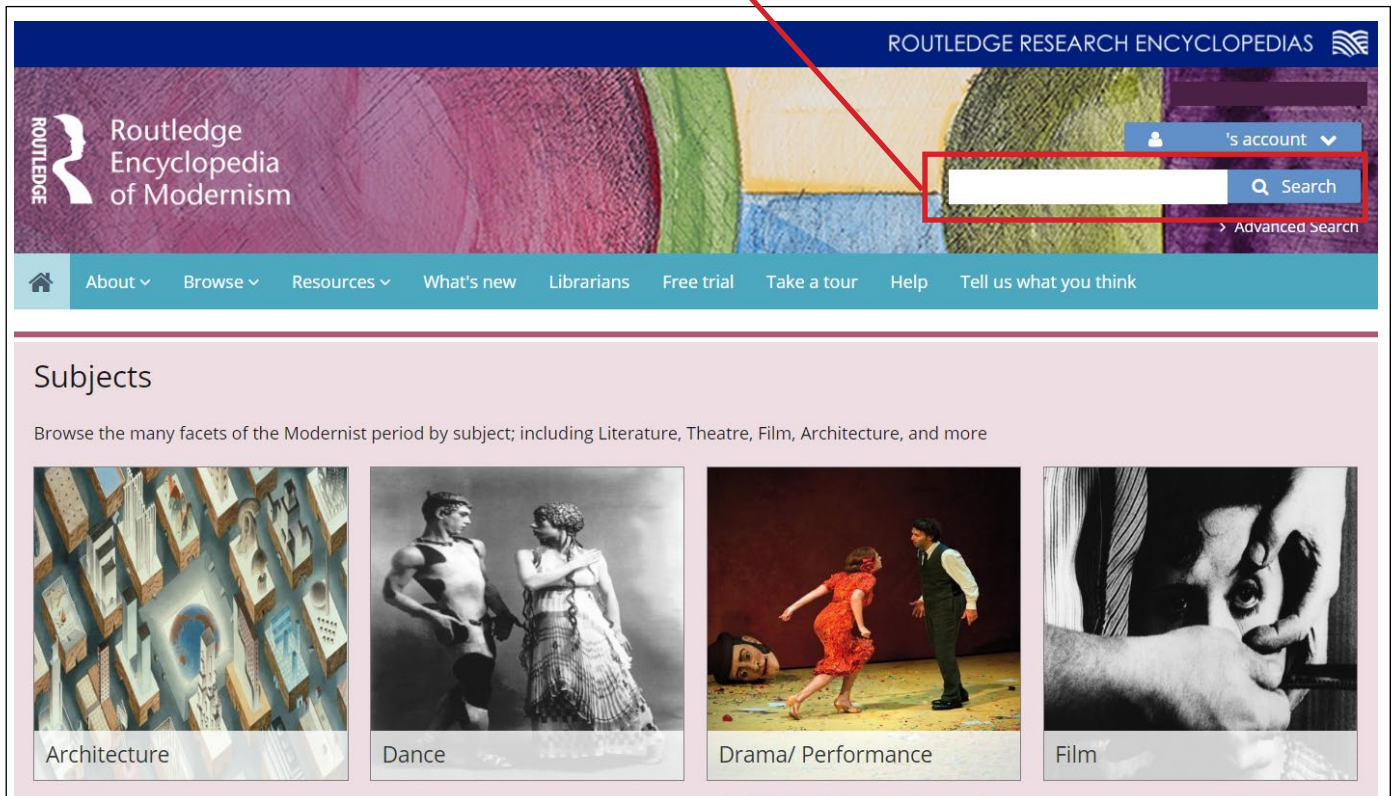 ROUTLEDGE RESEARCH ENCYCLOPEDIAS
ROUTLEDGE
Routledge
Encyclopedia
of Modernism
's account
Search
> Advanced Search
About
Browse
Resources
What's new
Librarians
Free trial
Take a tour
Help
Tell us what you think
Subjects
Browse the many facets of the Modernist period by subject; including Literature, Theatre, Film, Architecture, and more
Architecture
Dance
Drama/ Performance
Film